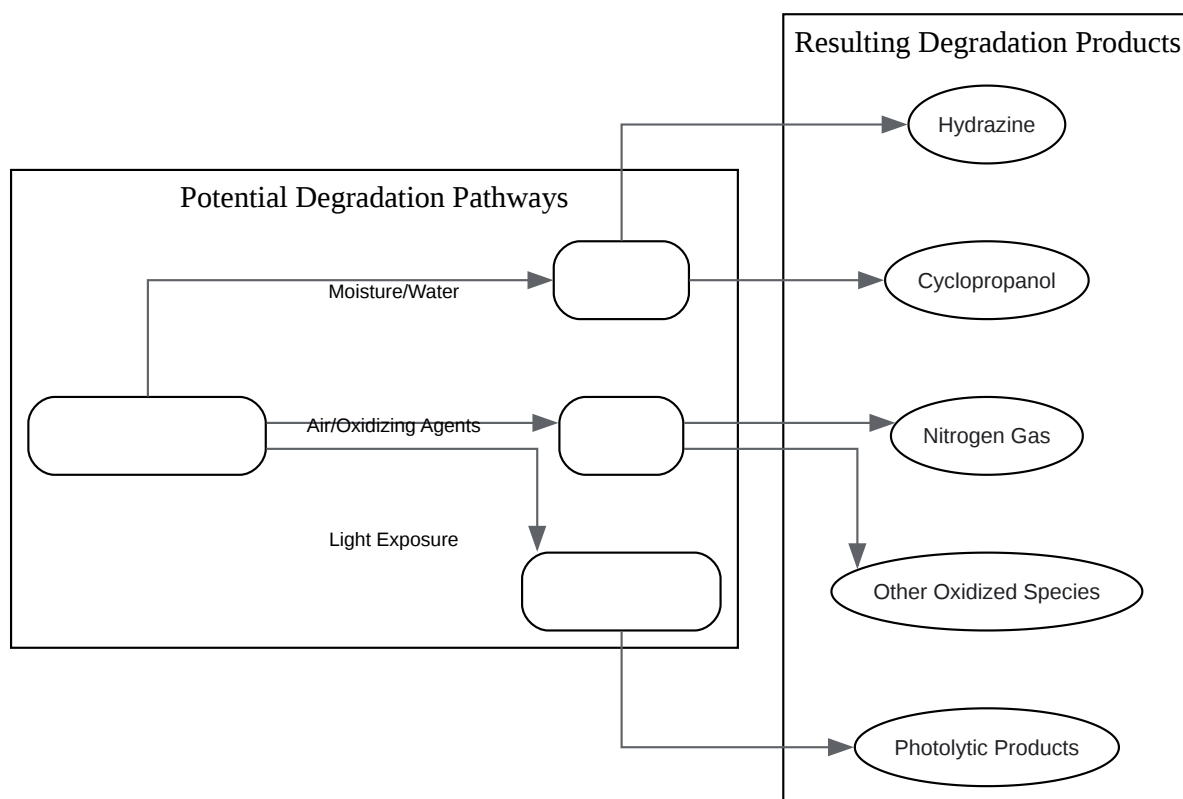 Resulting Degradation Products
Hydrazine
Potential Degradation Pathways
Moisture/Water
Cyclopropanol
Air/Oxidizing Agents
Nitrogen Gas
Light Exposure
Other Oxidized Species
Photolytic Products